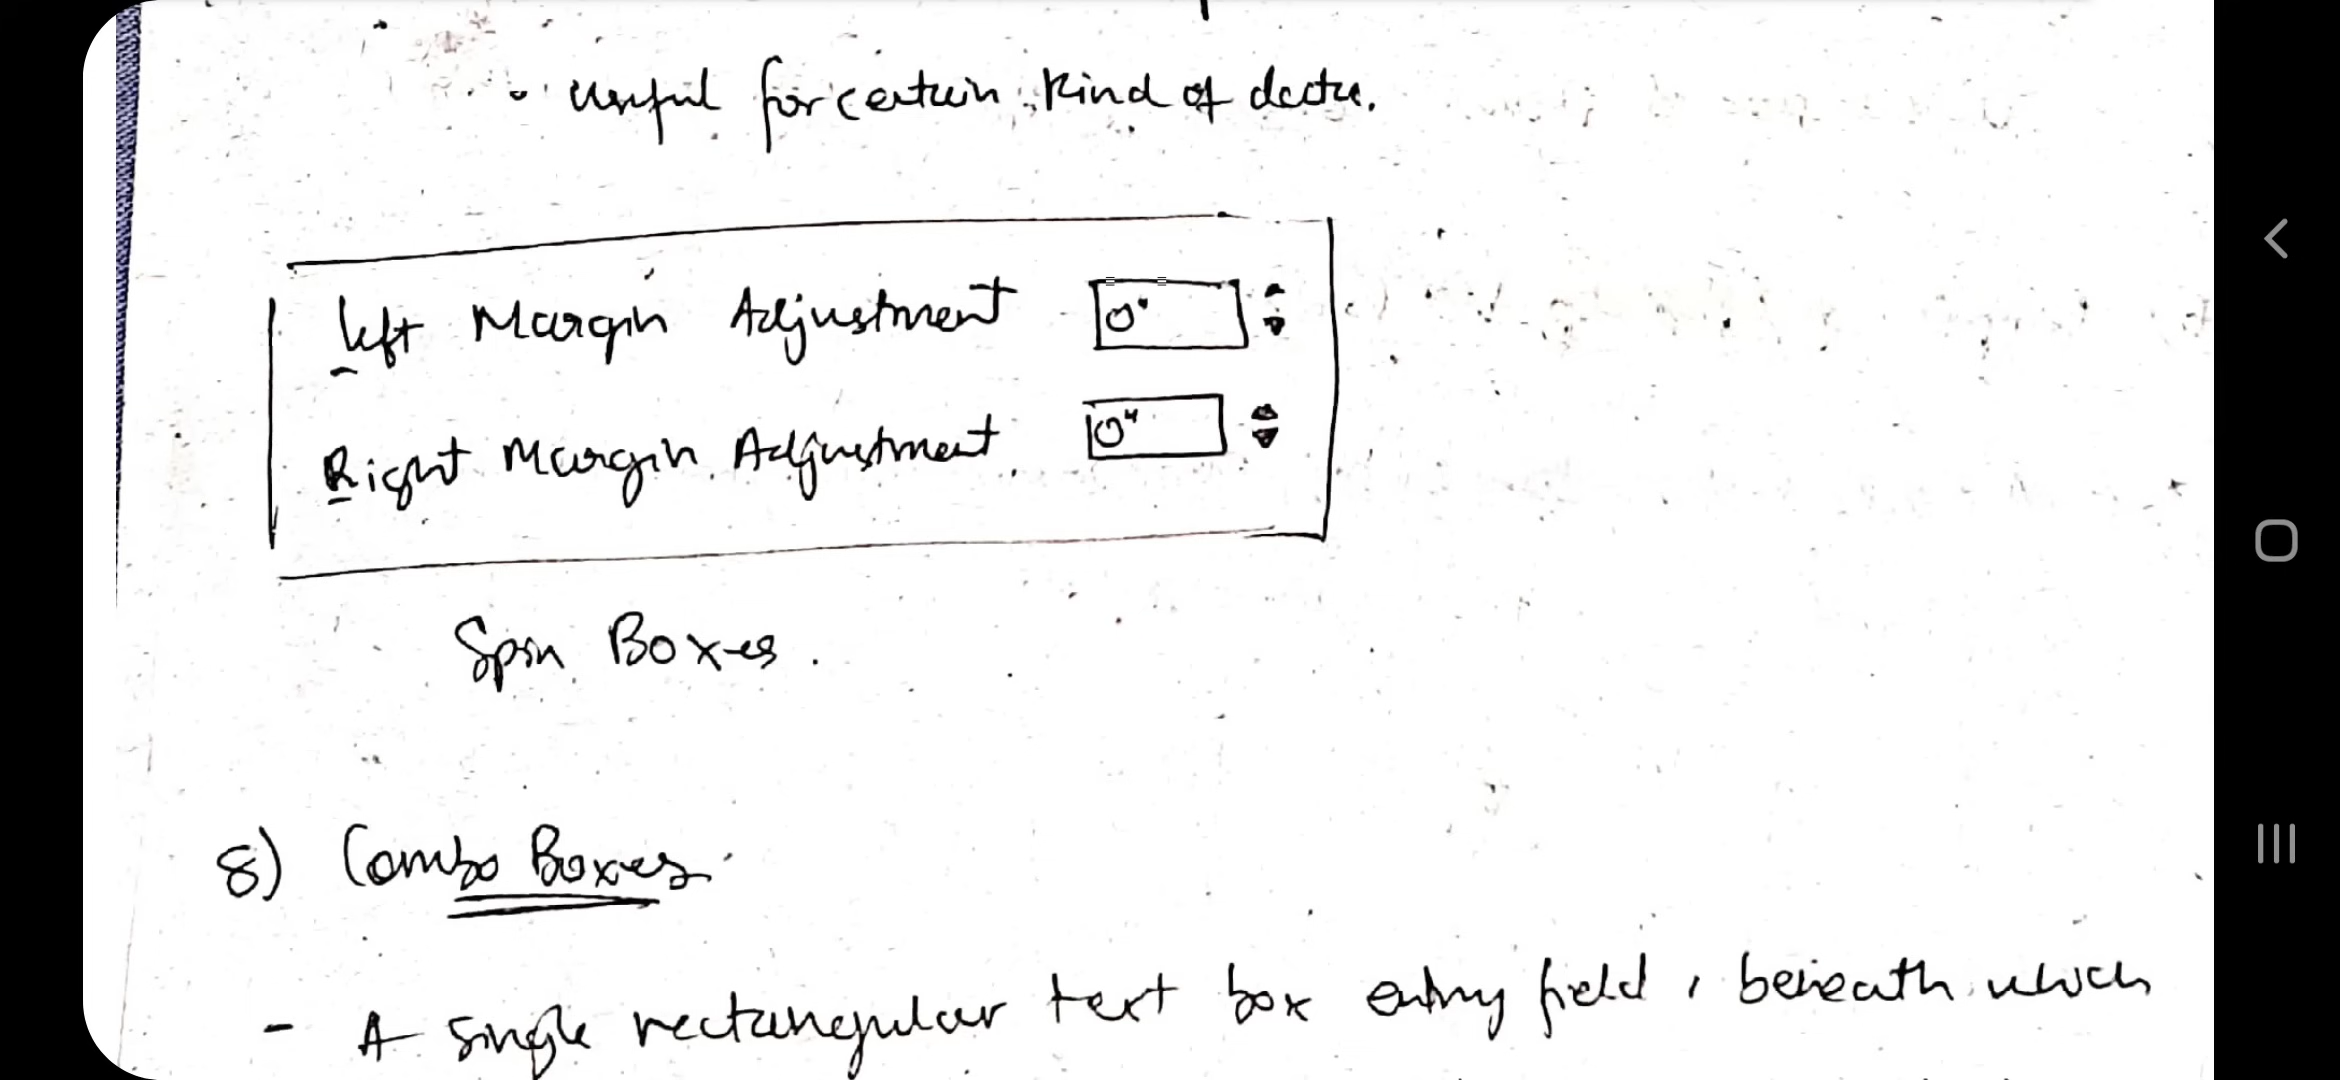 • useful for certain kind of data.
Left Margin Adjustment 0"
Right Margin Adjustment. 0"
Spin Boxes.
8) Combo Boxes.
- A single rectangular text box entry field, beneath which